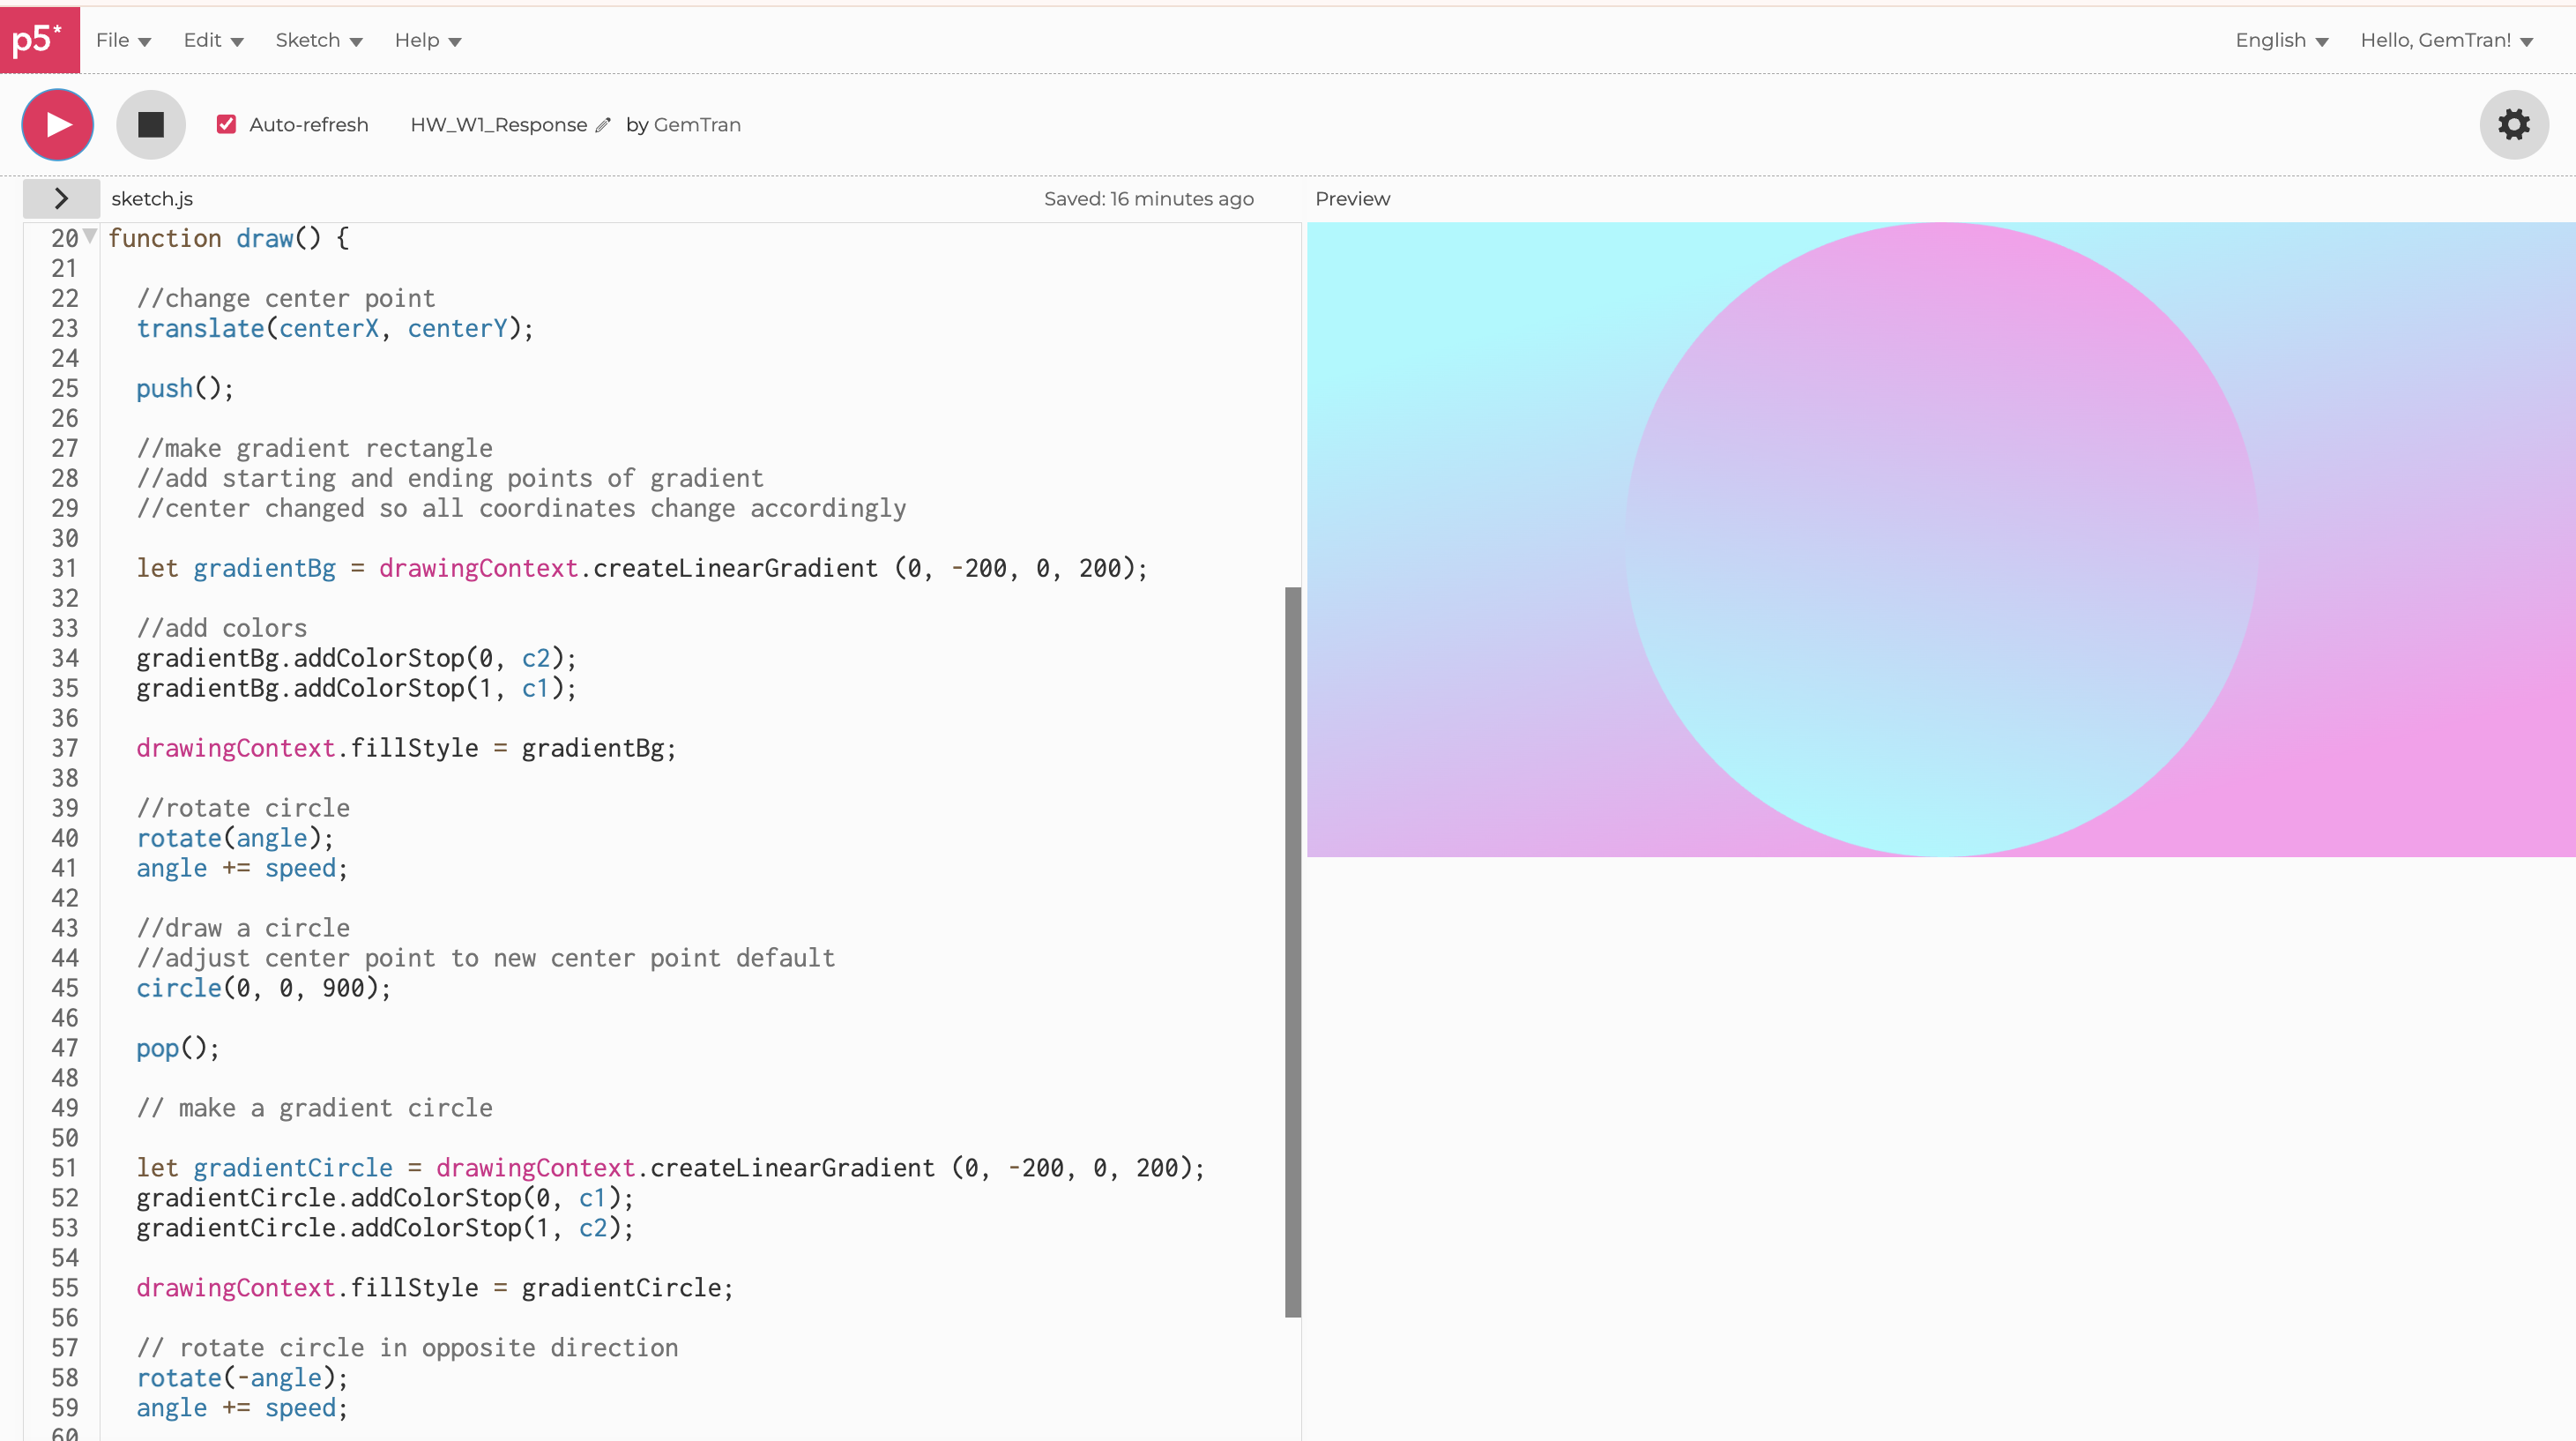 p5*
File Edit Sketch Help English Hello, GemTran!
Auto-refresh HW_W1_Response by GemTran
sketch.js Saved: 16 minutes ago Preview
20 function draw() {
21
22 //change center point
23 translate(centerX, centerY);
24
25 push();
26
27 //make gradient rectangle
28 //add starting and ending points of gradient
29 //center changed so all coordinates change accordingly
30
31 let gradientBg = drawingContext.createLinearGradient (0, -200, 0, 200);
32
33 //add colors
34 gradientBg.addColorStop(0, c2);
35 gradientBg.addColorStop(1, c1);
36
37 drawingContext.fillStyle = gradientBg;
38
39 //rotate circle
40 rotate(angle);
41 angle += speed;
42
43 //draw a circle
44 //adjust center point to new center point default
45 circle(0, 0, 900);
46
47 pop();
48
49 // make a gradient circle
50
51 let gradientCircle = drawingContext.createLinearGradient (0, -200, 0, 200);
52 gradientCircle.addColorStop(0, c1);
53 gradientCircle.addColorStop(1, c2);
54
55 drawingContext.fillStyle = gradientCircle;
56
57 // rotate circle in opposite direction
58 rotate(-angle);
59 angle += speed;
60